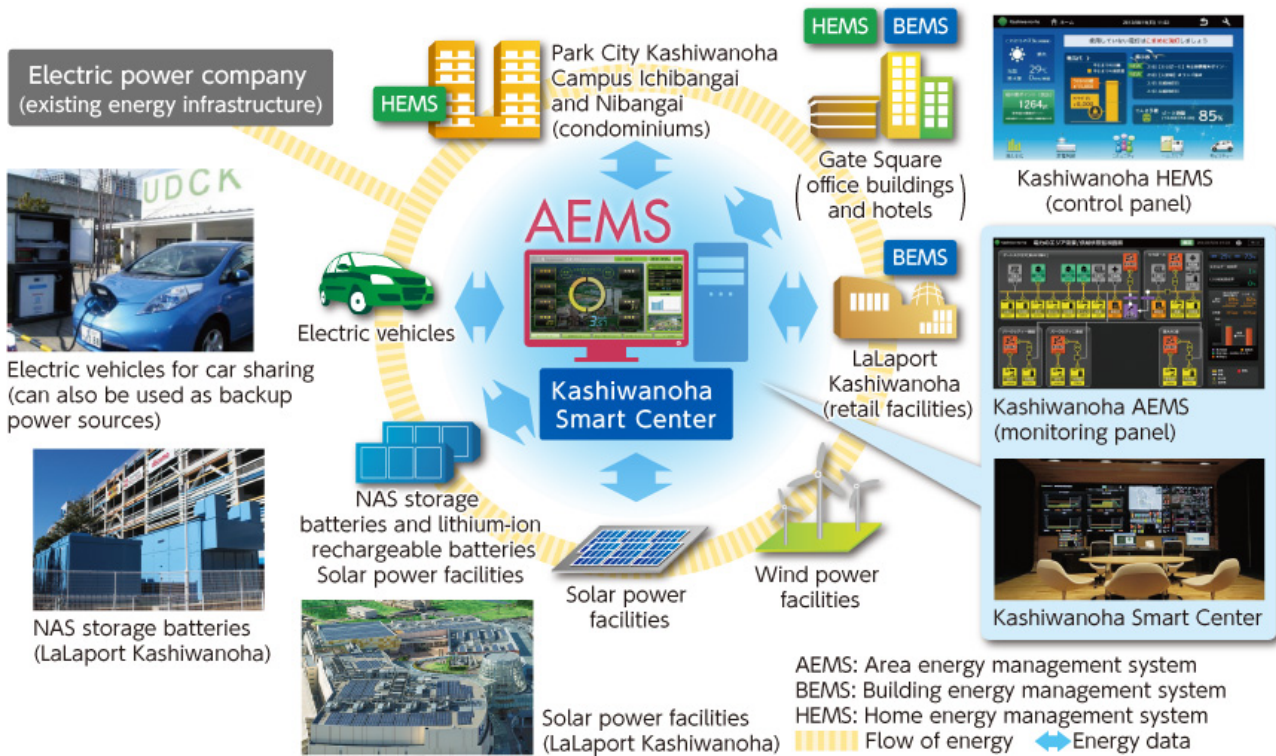 Electric power company
(existing energy infrastructure)
HEMS
Park City Kashiwanoha
Campus Ichibangai
and Nibangai
(condominiums)
HEMS
BEMS
Gate Square
(office buildings
and hotels)
Kashiwanoha HEMS
(control panel)
29℃
1264
85%
UDCK
Electric vehicles for car sharing
(can also be used as backup
power sources)
Electric vehicles
AEMS
Kashiwanoha
Smart Center
BEMS
LaLaport
Kashiwanoha
(retail facilities)
Kashiwanoha AEMS
(monitoring panel)
Kashiwanoha Smart Center
NAS storage batteries
(LaLaport Kashiwanoha)
NAS storage
batteries and lithium-ion
rechargeable batteries
Solar power facilities
Solar power
facilities
Wind power
facilities
Solar power facilities
(LaLaport Kashiwanoha)
AEMS: Area energy management system
BEMS: Building energy management system
HEMS: Home energy management system
Flow of energy
Energy data